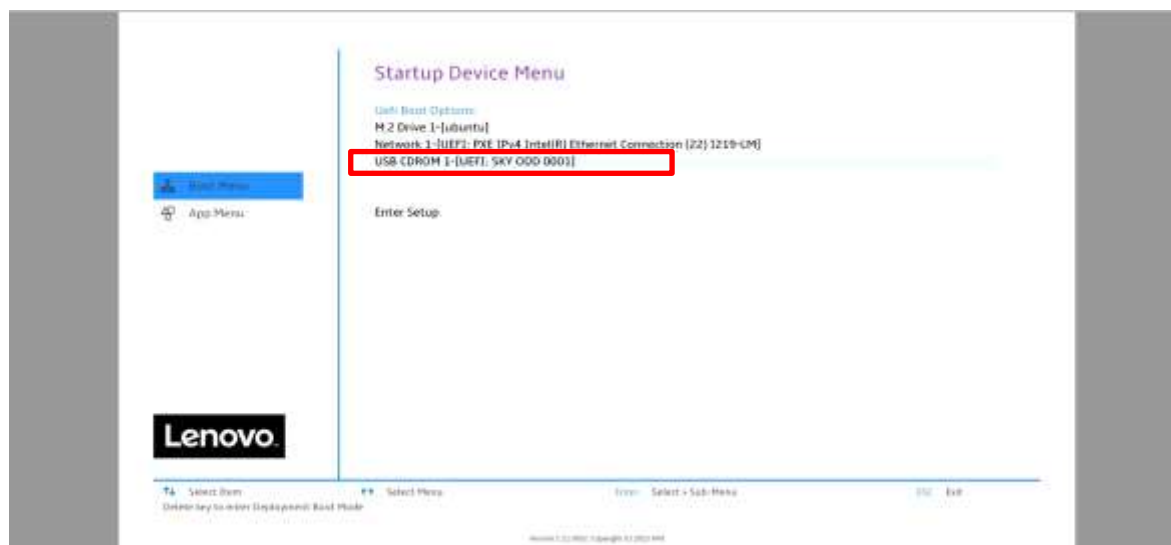 Startup Device Menu
Uefi Boot Options
M.2 Drive 1-[ubuntu]
Network 1-[UEFI: PXE IPv4 Intel(R) Ethernet Connection (22) I219-LM]
USB CDROM 1-[UEFI: SKY ODD 0001]
Boot Menu
App Menu
Enter Setup
Lenovo.
↑↓ Select Item
Select Menu
Enter Select › Sub-Menu
ESC Exit
Delete key to enter Deployment Boot Mode